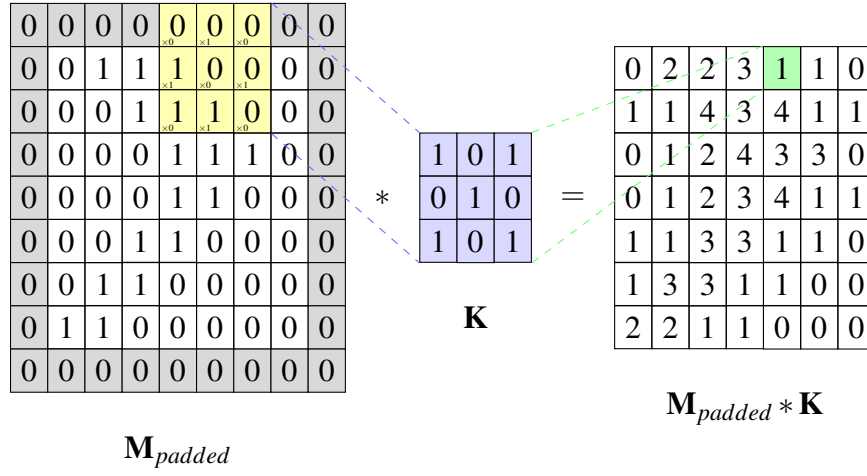 0 0 0 0 0 0 0 0 0
×0 ×1 ×0
0 0 1 1 1 0 0 0 0
×1 ×0 ×0
0 0 0 1 1 1 0 0 0
×0 ×1 ×0
0 0 0 0 1 1 1 0 0
0 0 0 0 1 1 0 0 0
0 0 0 1 1 0 0 0 0
0 0 1 1 0 0 0 0 0
0 1 1 0 0 0 0 0 0
0 0 0 0 0 0 0 0 0
M padded
*
1 0 1
0 1 0
1 0 1
K
=
0 2 2 3 1 1 0
1 1 4 3 4 1 1
0 1 2 4 3 3 0
0 1 2 3 4 1 1
1 1 3 3 1 1 0
1 3 3 1 1 0 0
2 2 1 1 0 0 0
M padded * K